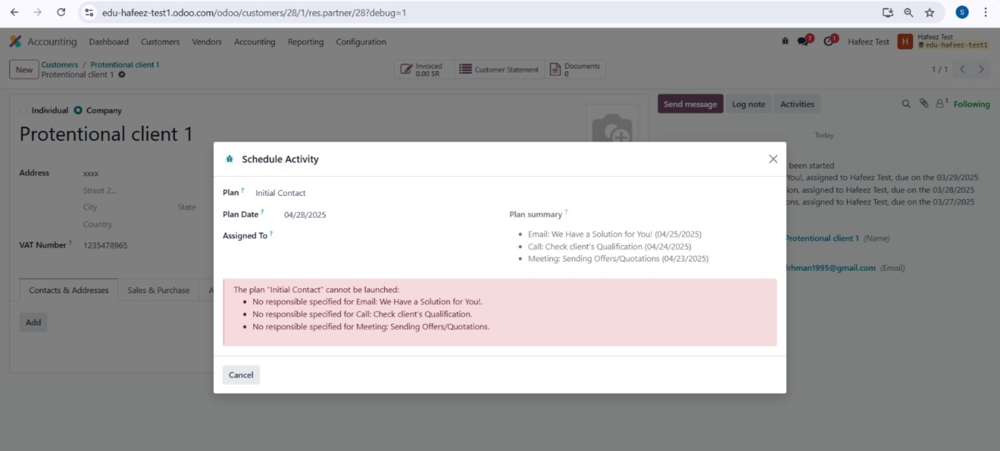 edu-hafeez-test1.odoo.com/odoo/customers/28/1/res.partner/28?debug=1
S
Accounting Dashboard Customers Vendors Accounting Reporting Configuration
7 1 Hafeez Test H Hafeez Test
edu-hafeez-test1
New Customers / Protentional client 1
Protentional client 1
Invoiced
0.00 SR
Customer Statement
Documents
0
1 / 1
Individual Company
Send message Log note Activities 1 Following
Protentional client 1
Today
Address xxxx
Street 2...
City State
Country
VAT Number ? 1235478965
Contacts & Addresses Sales & Purchase A
Add
been started
You!, assigned to Hafeez Test, due on the 03/29/2025
ion, assigned to Hafeez Test, due on the 03/28/2025
ons, assigned to Hafeez Test, due on the 03/27/2025
Protentional client 1 (Name)
lrhman1995@gmail.com (Email)
Schedule Activity
Plan ? Initial Contact
Plan Date ? 04/28/2025
Assigned To ?
Plan summary ?
• Email: We Have a Solution for You! (04/25/2025)
• Call: Check client's Qualification (04/24/2025)
• Meeting: Sending Offers/Quotations (04/23/2025)
The plan "Initial Contact" cannot be launched:
• No responsible specified for Email: We Have a Solution for You!.
• No responsible specified for Call: Check client's Qualification.
• No responsible specified for Meeting: Sending Offers/Quotations.
Cancel